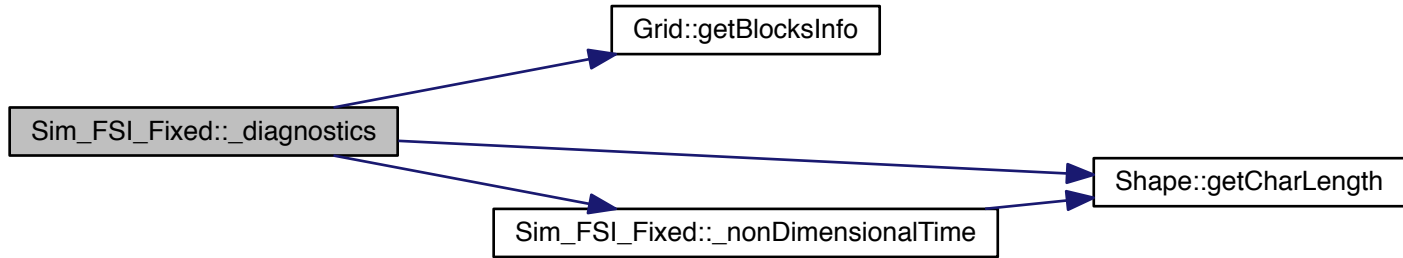 Grid::getBlocksInfo
Sim_FSI_Fixed::_diagnostics
Shape::getCharLength
Sim_FSI_Fixed::_nonDimensionalTime